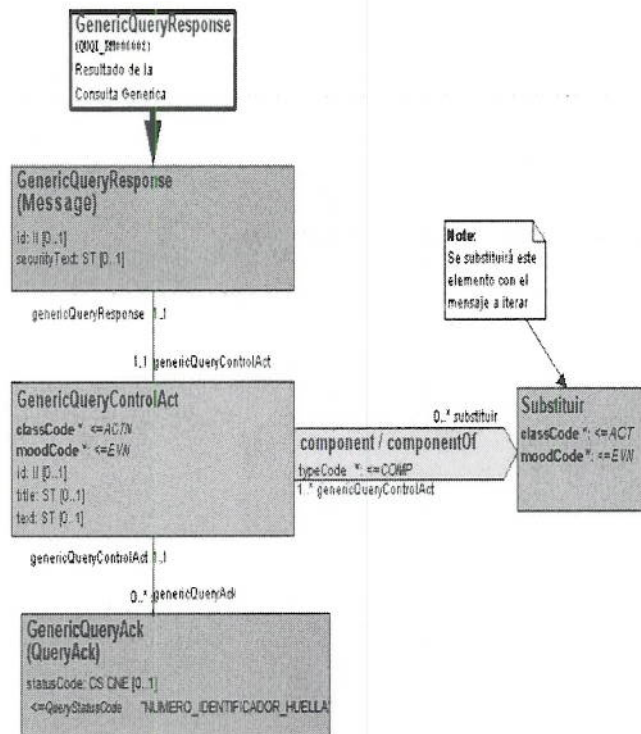 GenericQueryResponse
Resultado de la
Consulta Generica
GenericQueryResponse
(Message)
id: II [0..1]
securityText: ST [0..1]
Note:
Se substituirá este
elemento con el
mensaje a iterar
genericQueryResponse 1..1
1..1 genericQueryControlAct
GenericQueryControlAct
classCode *: <=ACTN
moodCode *: <=EVN
id: II [0..1]
title: ST [0..1]
text: ST [0..1]
0..* substituir
component / componentOf
typeCode *: <=COMP
1..* genericQueryControlAct
Substituir
classCode *: <=ACT
moodCode *: <=EVN
genericQueryControlAct 1..1
0..* genericQueryAck
GenericQueryAck
(QueryAck)
statusCode: CS CNE [0..1]
<=QueryStatusCode "NUMERO_IDENTIFICADOR_HUELLA"